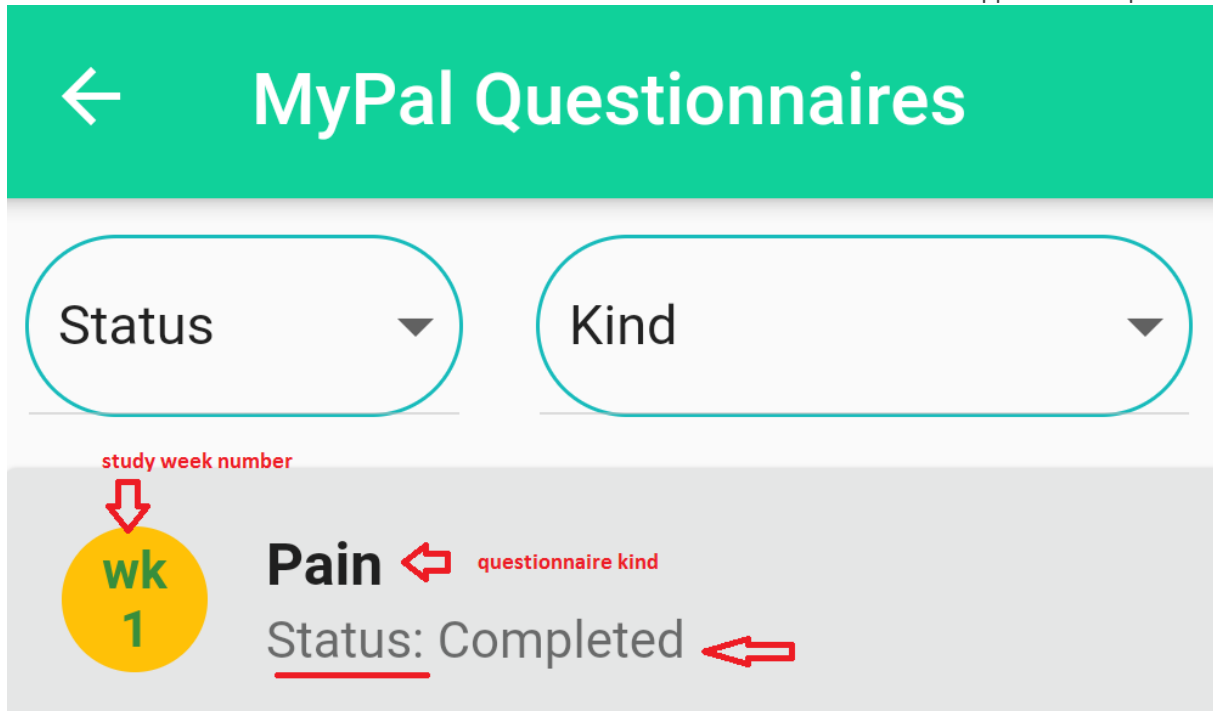 MyPal Questionnaires
Status
Kind
study week number
wk
1
Pain
questionnaire kind
Status: Completed